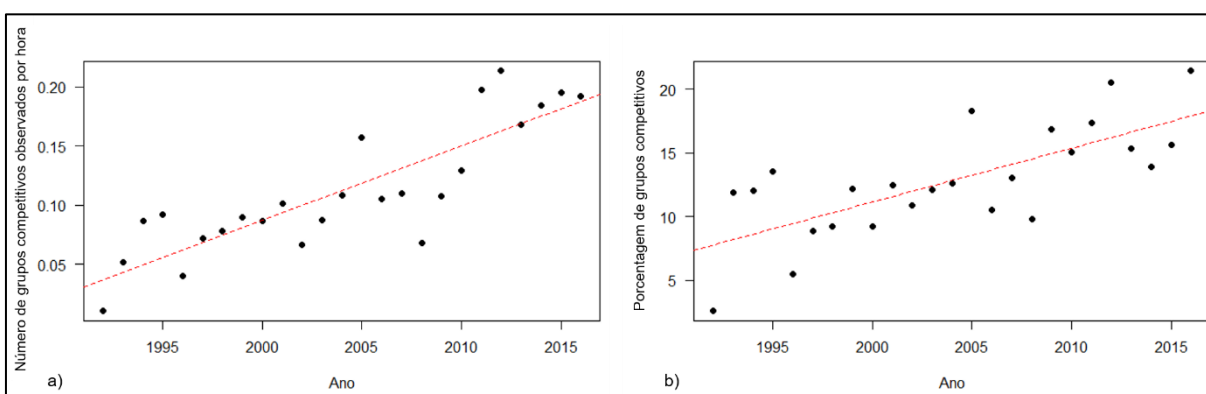 Número de grupos competitivos observados por hora
0.20
0.15
0.10
0.05
1995 2000 2005 2010 2015
a)
Ano
Porcentagem de grupos competitivos
20
15
10
5
1995 2000 2005 2010 2015
b)
Ano